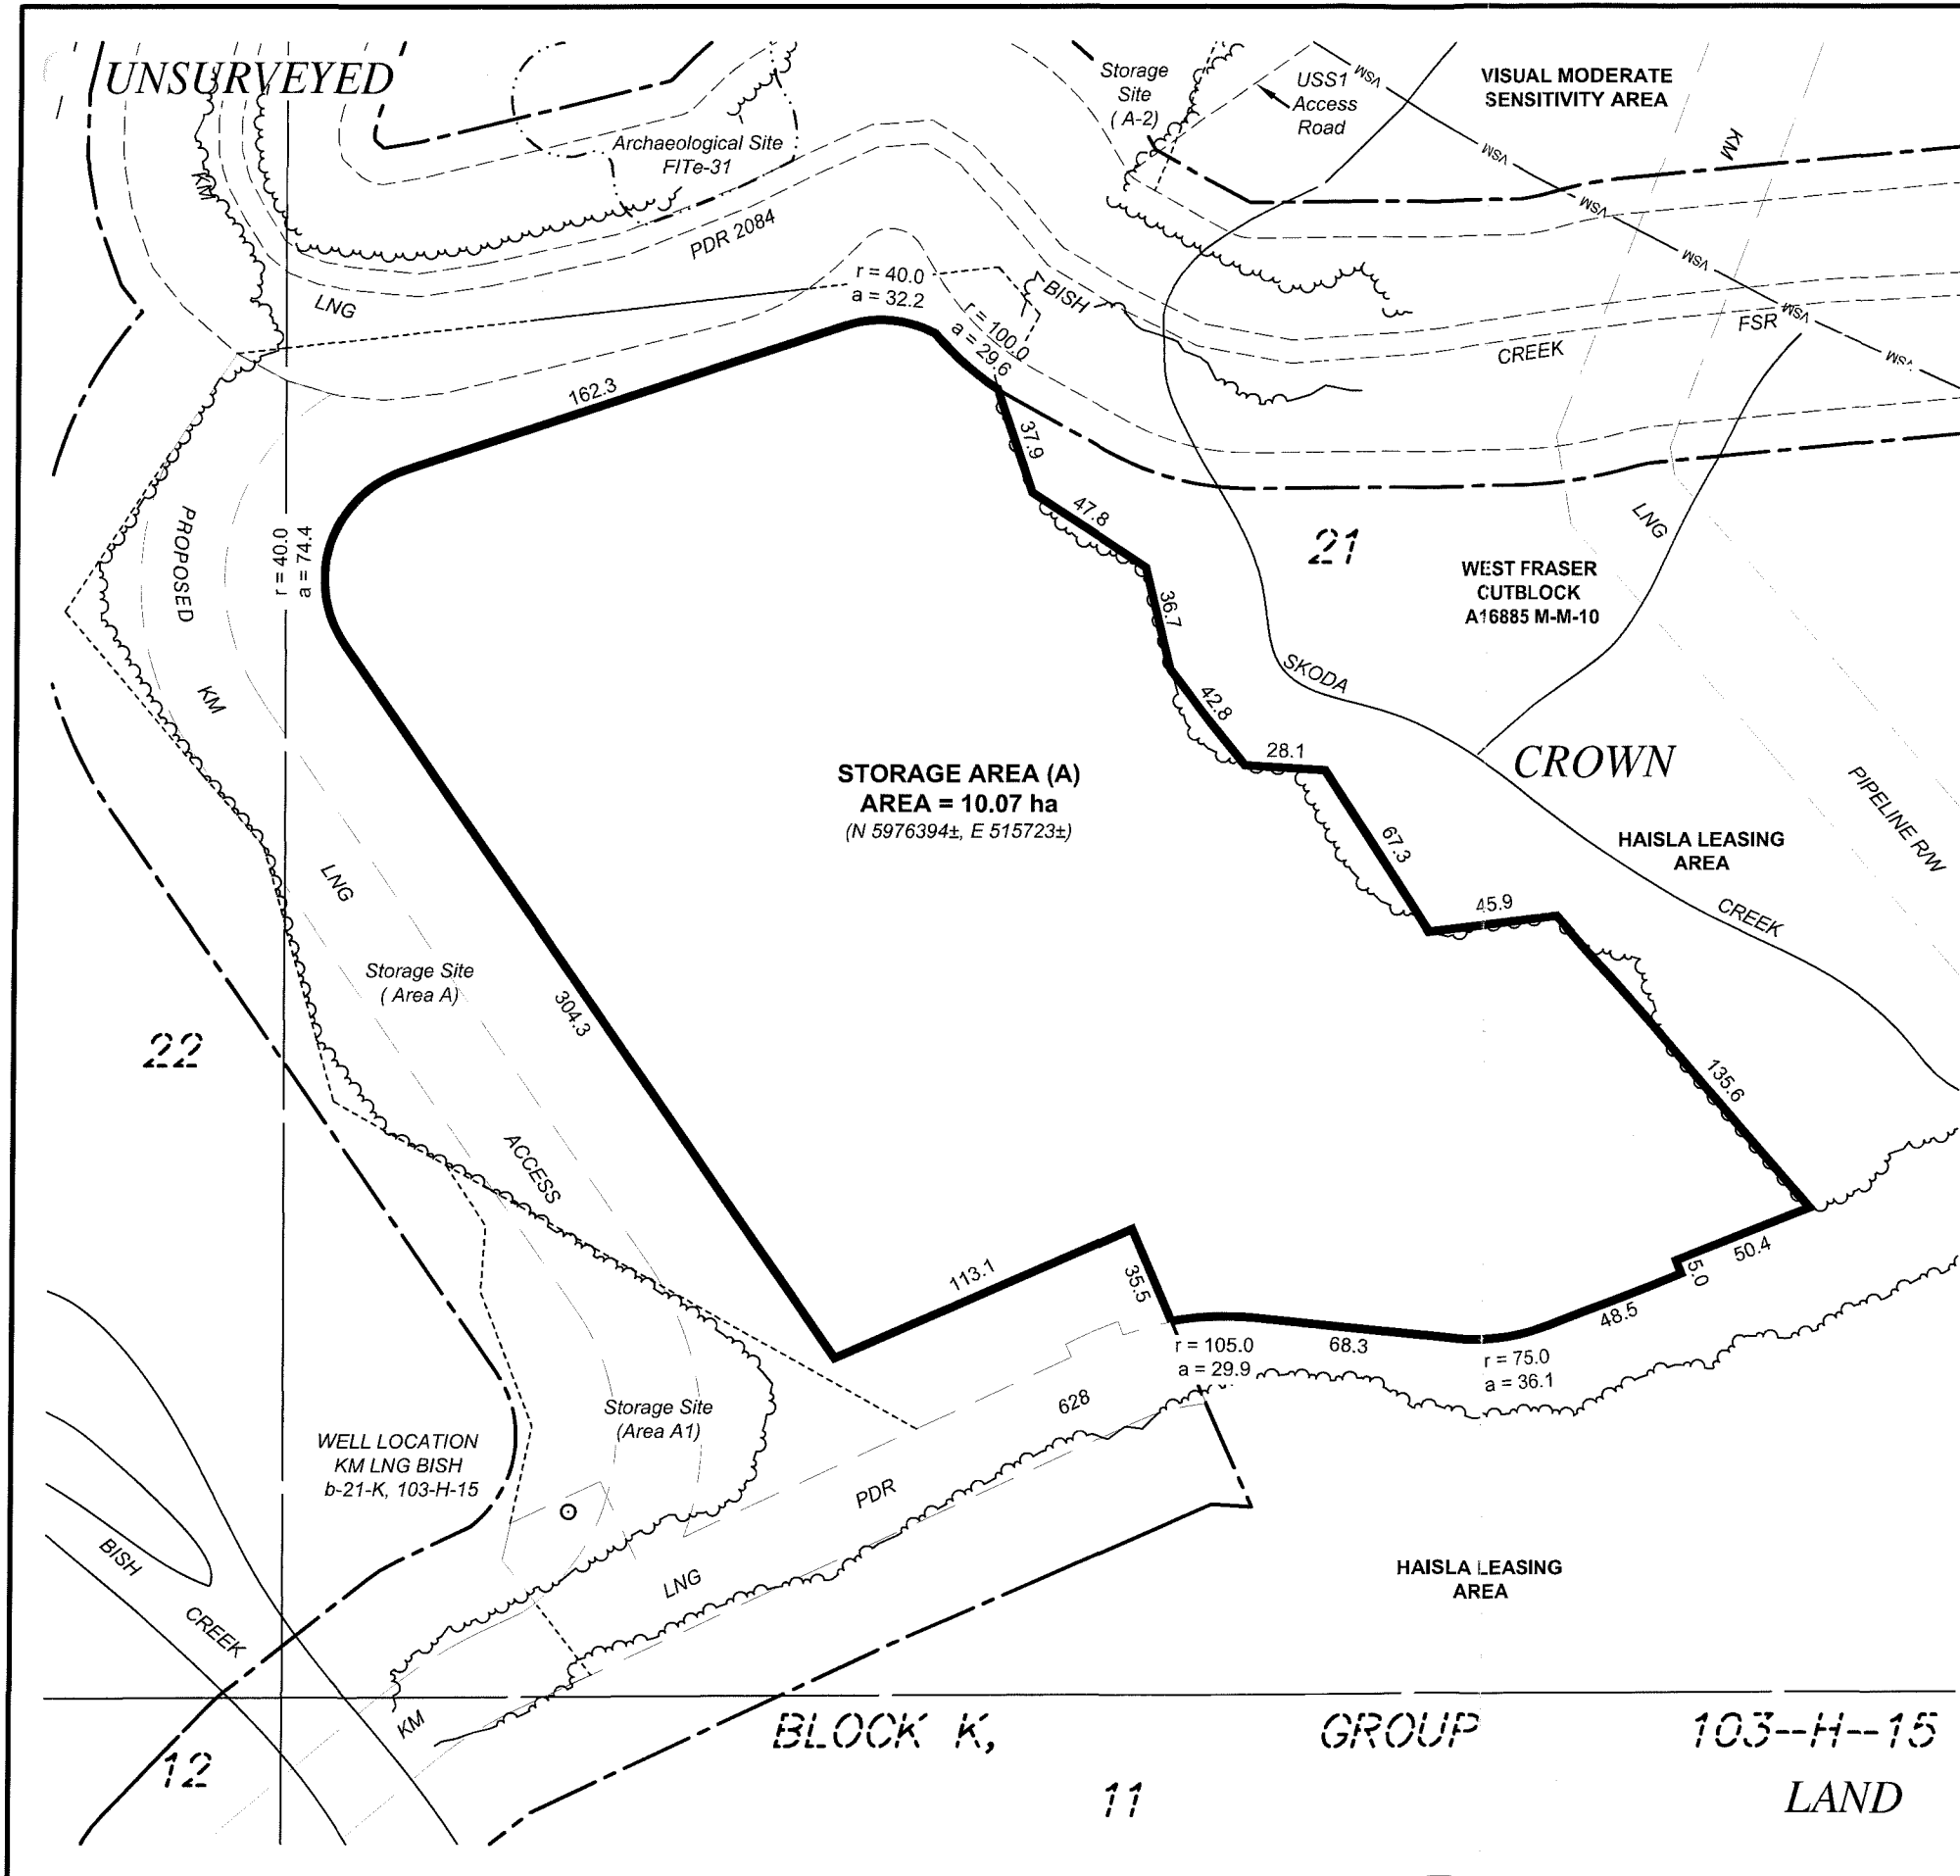 UNSURVEYED
Storage
Site
( A-2)
USS1
Access
Road
VSM
VISUAL MODERATE
SENSITIVITY AREA
Archaeological Site
FITe-31
KM
VSM
KM
VSM
PDR 2084
VSM
LNG
r = 40.0
a = 32.2
BISH
r = 100.0
a = 29.6
VSM
FSR
CREEK
VSM
162.3
37.9
PROPOSED
r = 40.0
a = 74.4
47.8
21
LNG
WEST FRASER
CUTBLOCK
A16885 M-M-10
36.7
KM
SKODA
42.8
28.1
CROWN
STORAGE AREA (A)
AREA = 10.07 ha
(N 5976394±, E 515723±)
67.3
PIPELINE R/W
HAISLA LEASING
AREA
LNG
45.9
CREEK
Storage Site
( Area A)
304.3
22
135.6
ACCESS
113.1
35.5
50.4
5.0
48.5
r = 105.0
a = 29.9
68.3
r = 75.0
a = 36.1
628
Storage Site
(Area A1)
WELL LOCATION
KM LNG BISH
b-21-K, 103-H-15
PDR
BISH
LNG
HAISLA LEASING
AREA
CREEK
KM
BLOCK K,
GROUP
103--H--15
12
11
LAND